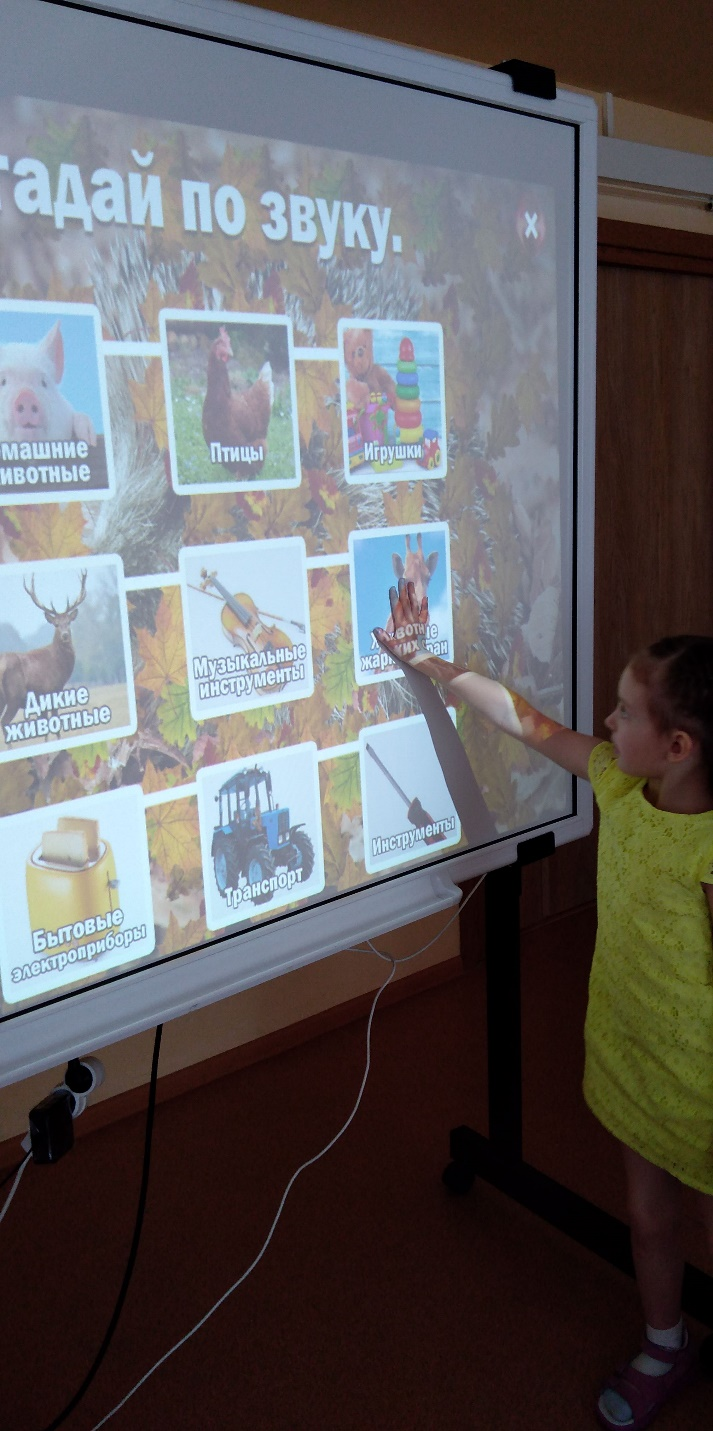 гадай по звуку.
X
машние
ивотные
Птицы
Игрушки
Дикие
животные
Музыкальные
инструменты
Бытовые
электроприборы
Транспорт
Инструменты